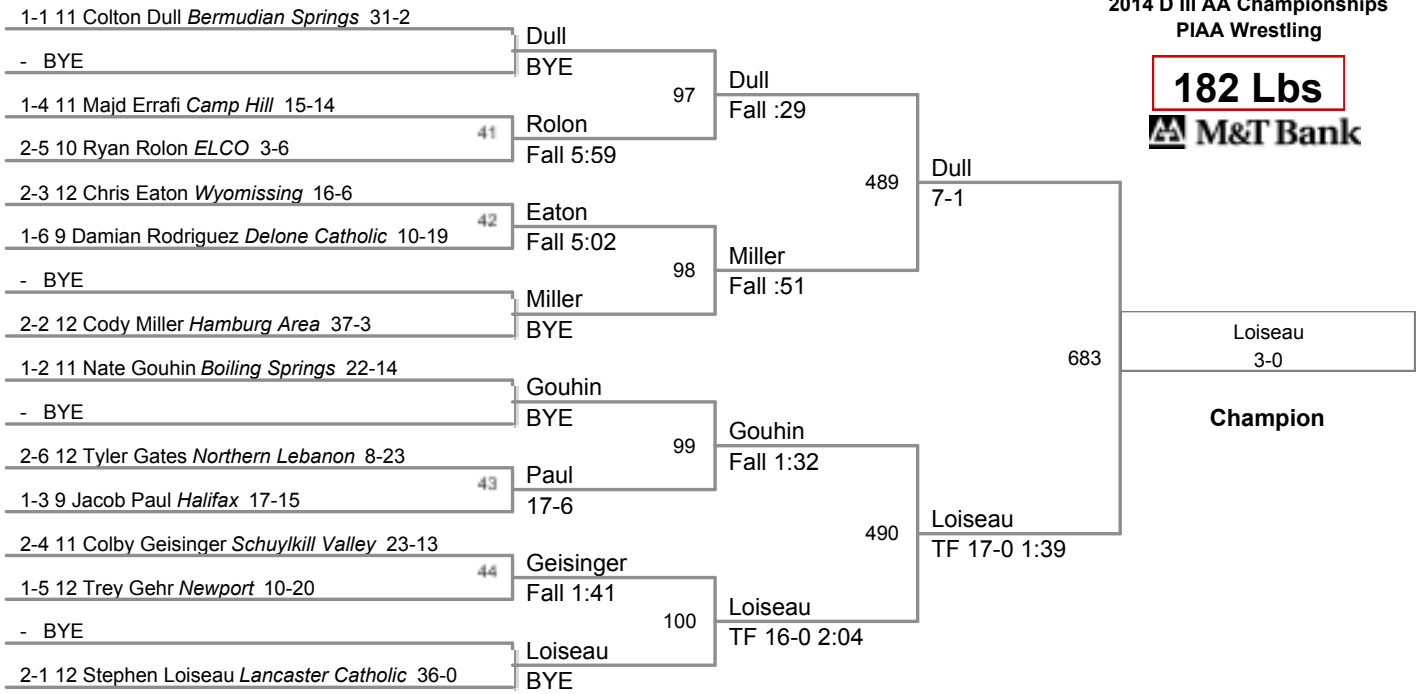 2014 D III AA Championships
PIAA Wrestling
182 Lbs
M&T Bank
1-1 11 Colton Dull Bermudian Springs 31-2
- BYE
1-4 11 Majd Errafi Camp Hill 15-14
2-5 10 Ryan Rolon ELCO 3-6
2-3 12 Chris Eaton Wyomissing 16-6
1-6 9 Damian Rodriguez Delone Catholic 10-19
- BYE
2-2 12 Cody Miller Hamburg Area 37-3
1-2 11 Nate Gouhin Boiling Springs 22-14
- BYE
2-6 12 Tyler Gates Northern Lebanon 8-23
1-3 9 Jacob Paul Halifax 17-15
2-4 11 Colby Geisinger Schuylkill Valley 23-13
1-5 12 Trey Gehr Newport 10-20
- BYE
2-1 12 Stephen Loiseau Lancaster Catholic 36-0
Dull
BYE
41
Rolon
Fall 5:59
42
Eaton
Fall 5:02
Miller
BYE
Gouhin
BYE
43
Paul
17-6
44
Geisinger
Fall 1:41
Loiseau
BYE
97
Dull
Fall :29
98
Miller
Fall :51
99
Gouhin
Fall 1:32
100
Loiseau
TF 16-0 2:04
489
Dull
7-1
490
Loiseau
TF 17-0 1:39
683
Loiseau
3-0
Champion